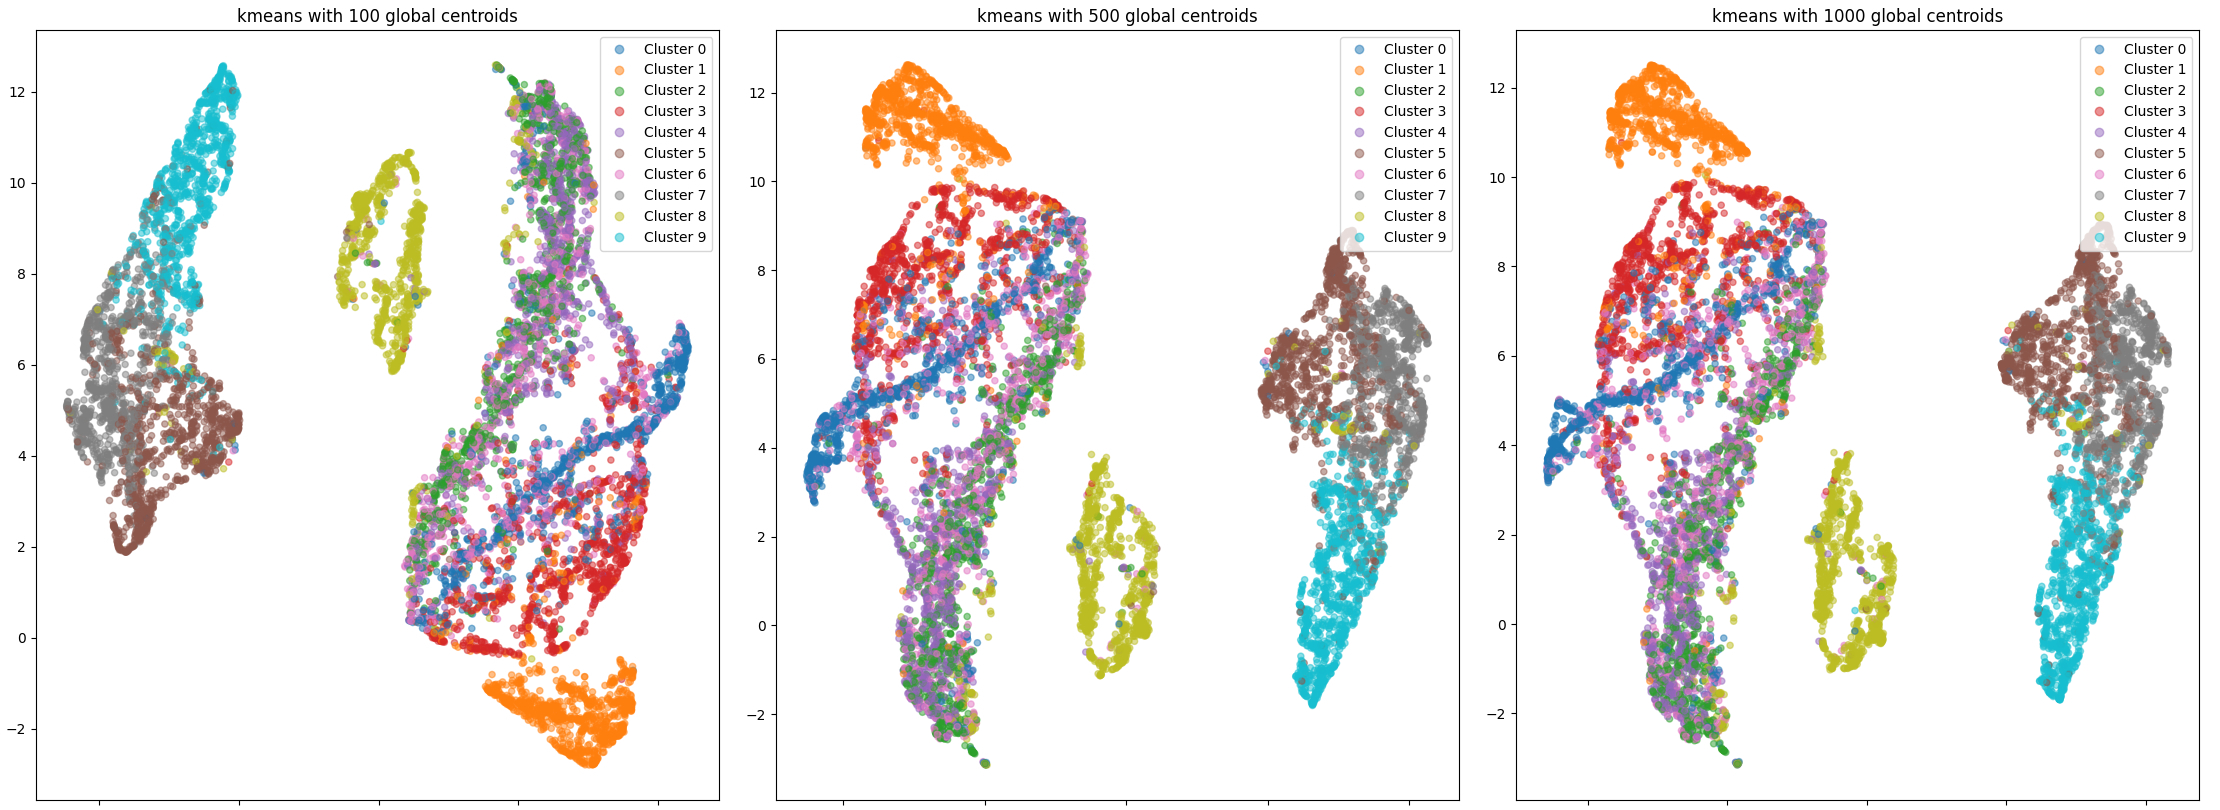 kmeans with 100 global centroids
Cluster 0
Cluster 1
Cluster 2
Cluster 3
Cluster 4
Cluster 5
Cluster 6
Cluster 7
Cluster 8
Cluster 9
12
10
8
6
4
2
0
−2
kmeans with 500 global centroids
Cluster 0
Cluster 1
Cluster 2
Cluster 3
Cluster 4
Cluster 5
Cluster 6
Cluster 7
Cluster 8
Cluster 9
12
10
8
6
4
2
0
−2
kmeans with 1000 global centroids
Cluster 0
Cluster 1
Cluster 2
Cluster 3
Cluster 4
Cluster 5
Cluster 6
Cluster 7
Cluster 8
Cluster 9
12
10
8
6
4
2
0
−2